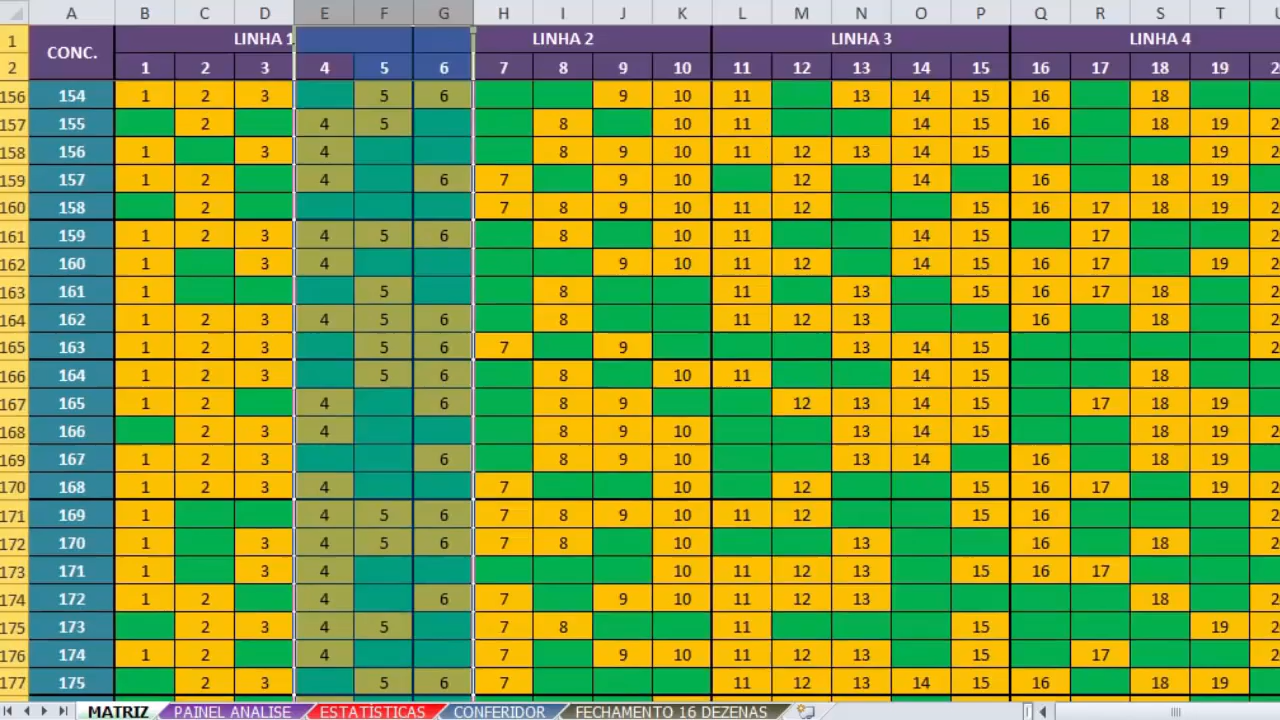 A B C D E F G H I J K L M N O P Q R S T
1 CONC. LINHA 1 LINHA 2 LINHA 3 LINHA 4
2 1 2 3 4 5 6 7 8 9 10 11 12 13 14 15 16 17 18 19
156 154 1 2 3 5 6 9 10 11 13 14 15 16 18
157 155 2 4 5 8 10 11 14 15 16 18 19
158 156 1 3 4 8 9 10 11 12 13 14 15 19
159 157 1 2 4 6 7 9 10 12 14 16 18 19
160 158 2 7 8 9 10 11 12 15 16 17 18 19
161 159 1 2 3 4 5 6 8 10 11 14 15 17
162 160 1 3 4 9 10 11 12 14 15 16 17 19
163 161 1 5 8 11 13 15 16 17 18
164 162 1 2 3 4 5 6 8 11 12 13 16 18
165 163 1 2 3 5 6 7 9 13 14 15
166 164 1 2 3 5 6 8 10 11 14 15 18
167 165 1 2 4 6 8 9 12 13 14 15 17 18 19
168 166 2 3 4 8 9 10 13 14 15 18 19
169 167 1 2 3 6 8 9 10 13 14 16 18 19
170 168 1 2 3 4 7 10 12 15 16 17 19
171 169 1 4 5 6 7 8 9 10 11 12 15 16
172 170 1 3 4 5 6 7 8 10 13 16 18
173 171 1 3 4 10 11 12 13 15 16 17
174 172 1 2 4 6 7 9 10 11 12 13 18
175 173 2 3 4 5 7 8 11 15 19
176 174 1 2 4 7 9 10 11 12 13 15 17
177 175 2 3 5 6 7 11 12 13 14 15 16 18 19
MATRIZ PAINEL ANALISE ESTATÍSTICAS CONFERIDOR FECHAMENTO 16 DEZENAS